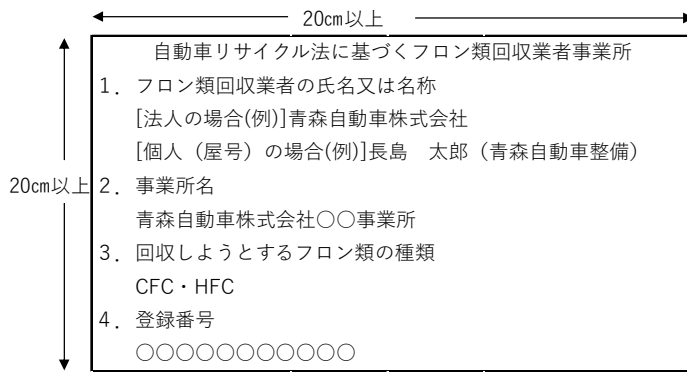 20㎝以上
自動車リサイクル法に基づくフロン類回収業者事業所
1．フロン類回収業者の氏名又は名称
[法人の場合(例)]青森自動車株式会社
[個人（屋号）の場合(例)]長島　太郎（青森自動車整備）
20㎝以上
2．事業所名
青森自動車株式会社○○事業所
3．回収しようとするフロン類の種類
CFC・HFC
4．登録番号
○○○○○○○○○○○